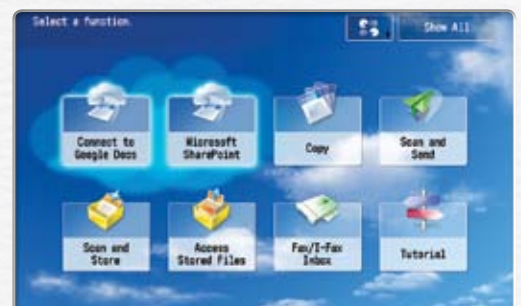 Select a function.
Show All
Connect to
Google Docs
Microsoft
SharePoint
Copy
Scan and
Send
Scan and
Store
Access
Stored Files
Fax/I-Fax
Inbox
Tutorial